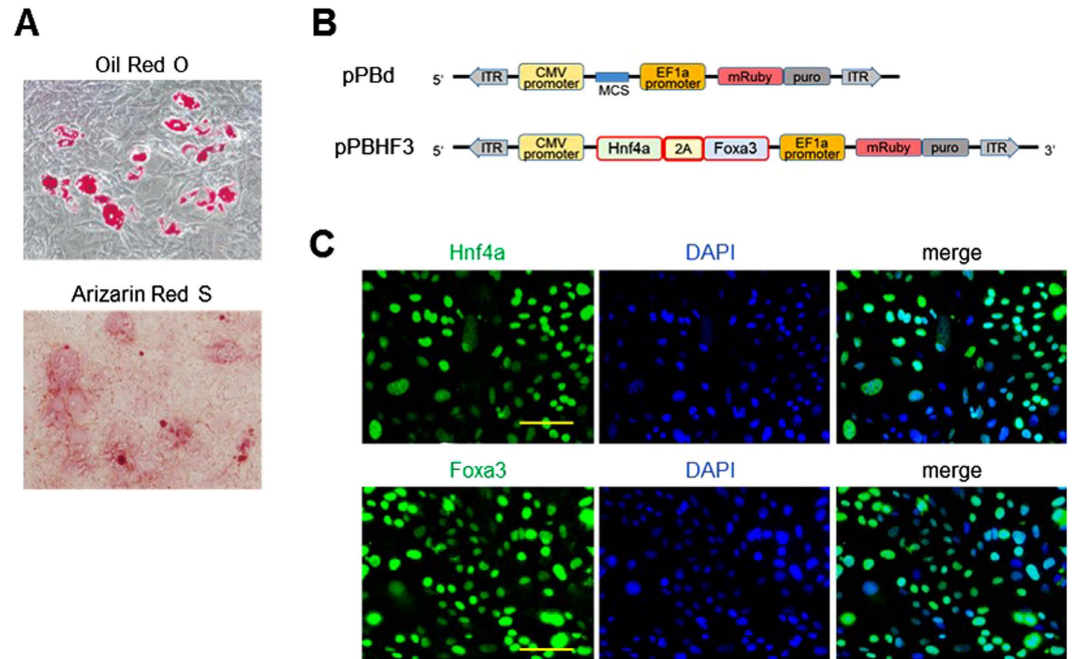 A
Oil Red O
Arizarin Red S
B
pPBd 5' ITR CMV promoter MCS EF1a promoter mRuby puro ITR
pPBHF3 5' ITR CMV promoter Hnf4a 2A Foxa3 EF1a promoter mRuby puro ITR 3'
C
Hnf4a DAPI merge
Foxa3 DAPI merge